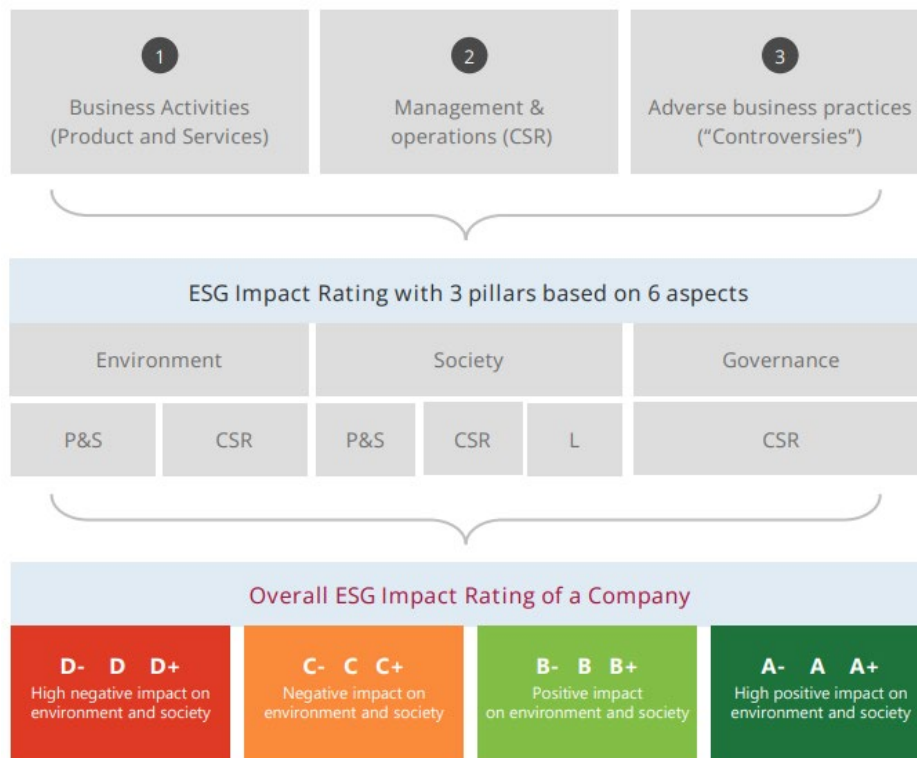 1
Business Activities
(Product and Services)
2
Management &
operations (CSR)
3
Adverse business practices
(“Controversies”)
ESG Impact Rating with 3 pillars based on 6 aspects
Environment
Society
Governance
P&S
CSR
P&S
CSR
L
CSR
Overall ESG Impact Rating of a Company
D- D D+
High negative impact on
environment and society
C- C C+
Negative impact on
environment and society
B- B B+
Positive impact
on environment and society
A- A A+
High positive impact on
environment and society